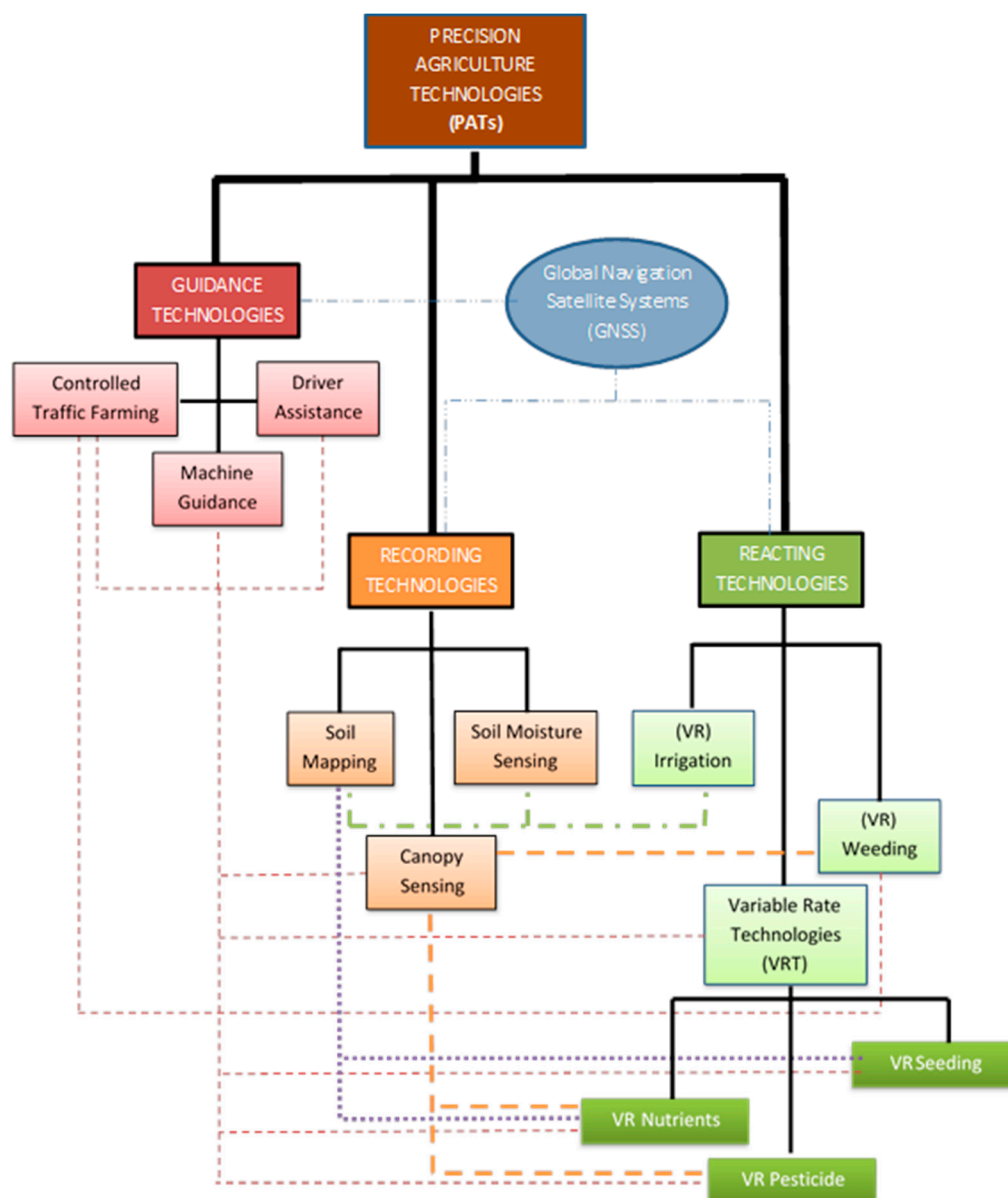 PRECISION
AGRICULTURE
TECHNOLOGIES
(PATs)
GUIDANCE
TECHNOLOGIES
Global Navigation
Satellite Systems
(GNSS)
Controlled
Traffic Farming
Driver
Assistance
Machine
Guidance
RECORDING
TECHNOLOGIES
REACTING
TECHNOLOGIES
Soil
Mapping
Soil Moisture
Sensing
(VR)
Irrigation
(VR)
Weeding
Canopy
Sensing
Variable Rate
Technologies
(VRT)
VR Seeding
VR Nutrients
VR Pesticide